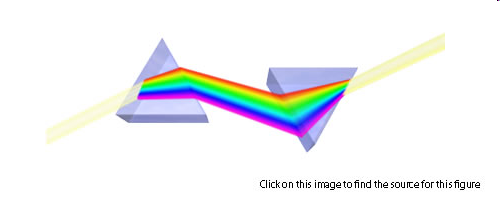 Click on this image to find the source for this figure